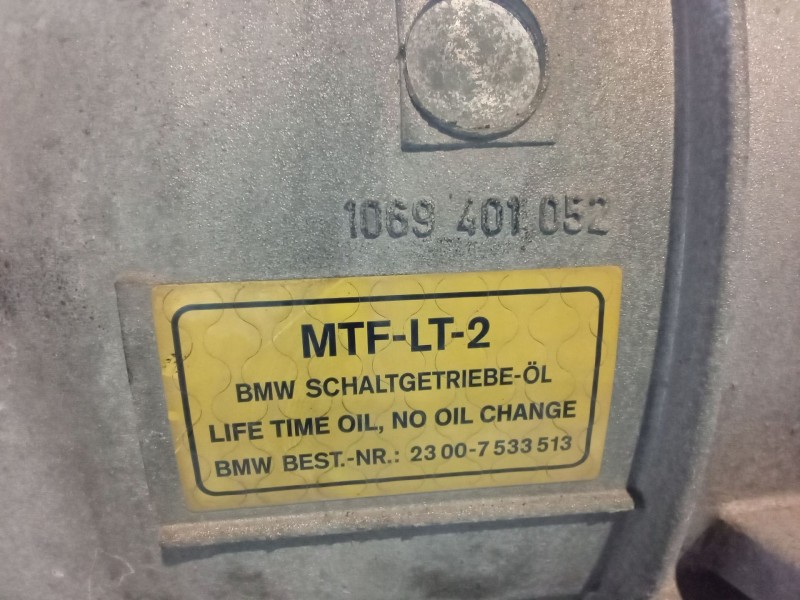 1069 401 052
MTF-LT-2
BMW SCHALTGETRIEBE-ÖL
LIFE TIME OIL, NO OIL CHANGE
BMW BEST.-NR.: 23 00-7 533 513